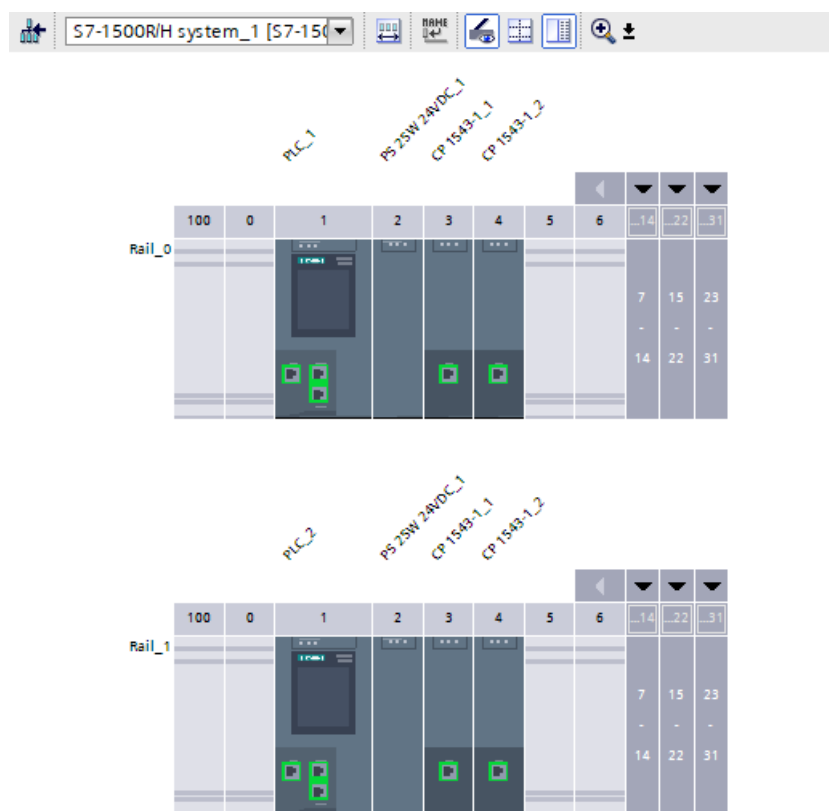 S7-1500R/H system_1 [S7-150
NAME
PLC_1
PS 25W 24VDC_1
CP 1543-1_1
CP 1543-1_2
100 0 1 2 3 4 5 6 ...14 ...22 ...31
Rail_0
7 15 23
- - -
14 22 31
PLC_2
PS 25W 24VDC_1
CP 1543-1_1
CP 1543-1_2
100 0 1 2 3 4 5 6 ...14 ...22 ...31
Rail_1
7 15 23
- - -
14 22 31